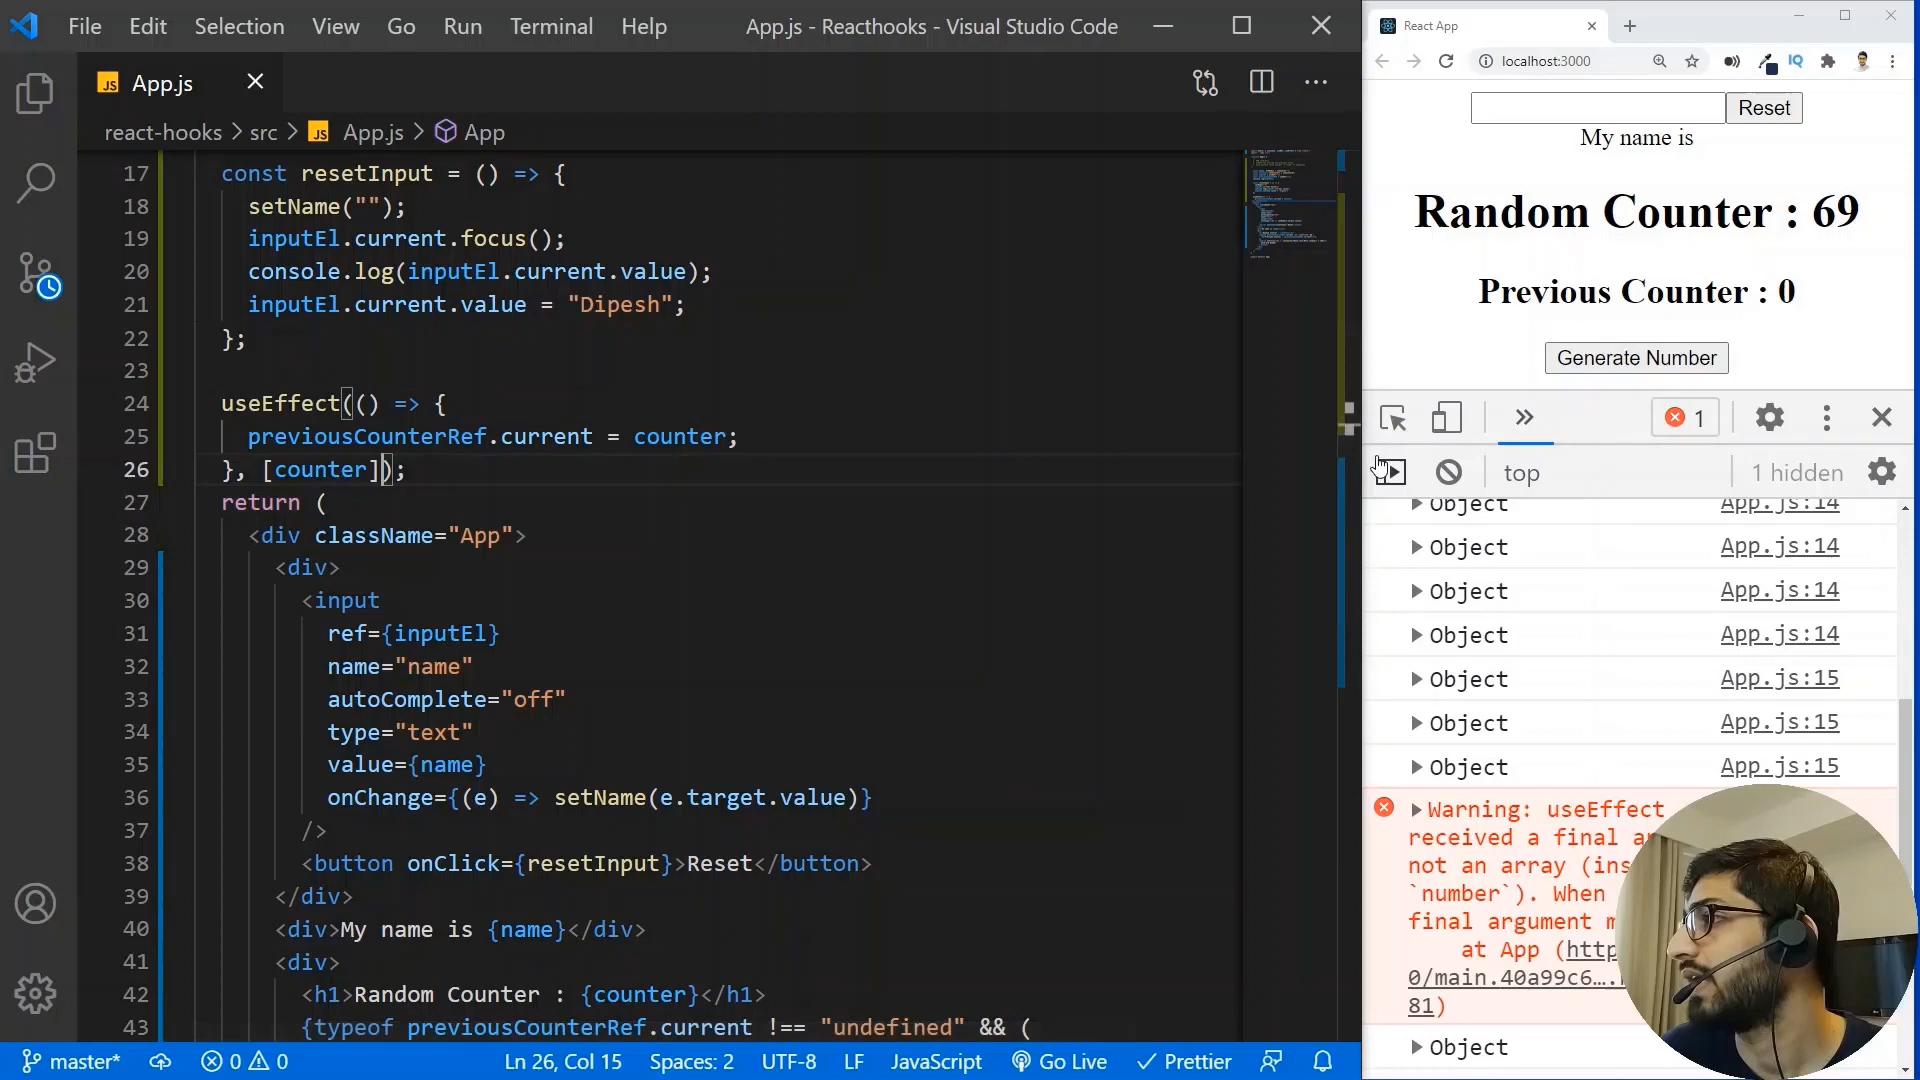 File Edit Selection View Go Run Terminal Help App.js - Reacthooks - Visual Studio Code
JS App.js
react-hooks > src > JS App.js > App
17 const resetInput = () => {
18 setName("");
19 inputEl.current.focus();
20 console.log(inputEl.current.value);
21 inputEl.current.value = "Dipesh";
22 };
23
24 useEffect(() => {
25 previousCounterRef.current = counter;
26 }, [counter]);
27 return (
28 <div className="App">
29 <div>
30 <input
31 ref={inputEl}
32 name="name"
33 autoComplete="off"
34 type="text"
35 value={name}
36 onChange={(e) => setName(e.target.value)}
37 />
38 <button onClick={resetInput}>Reset</button>
39 </div>
40 <div>My name is {name}</div>
41 <div>
42 <h1>Random Counter : {counter}</h1>
43 {typeof previousCounterRef.current !== "undefined" && (
master* 0 0 Ln 26, Col 15 Spaces: 2 UTF-8 LF JavaScript Go Live Prettier
React App
localhost:3000 IQ
Reset
My name is
Random Counter : 69
Previous Counter : 0
Generate Number
1
top 1 hidden
Object App.js:14
Object App.js:14
Object App.js:14
Object App.js:14
Object App.js:15
Object App.js:15
Object App.js:15
Warning: useEffect
received a final
not an array
`number`). When
final argument
at App (
0/main.40a99c6….
81)
Object